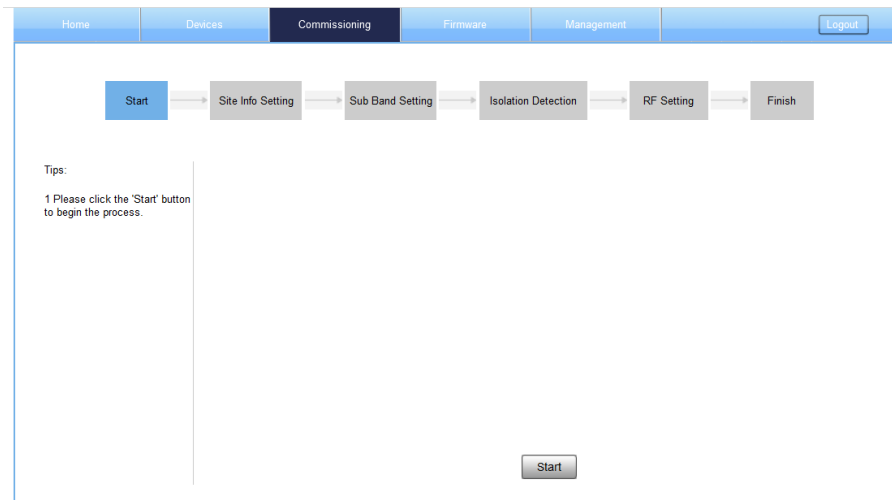 Home Devices Commissioning Firmware Management Logout
Start Site Info Setting Sub Band Setting Isolation Detection RF Setting Finish
Tips:
1 Please click the 'Start' button
to begin the process.
Start